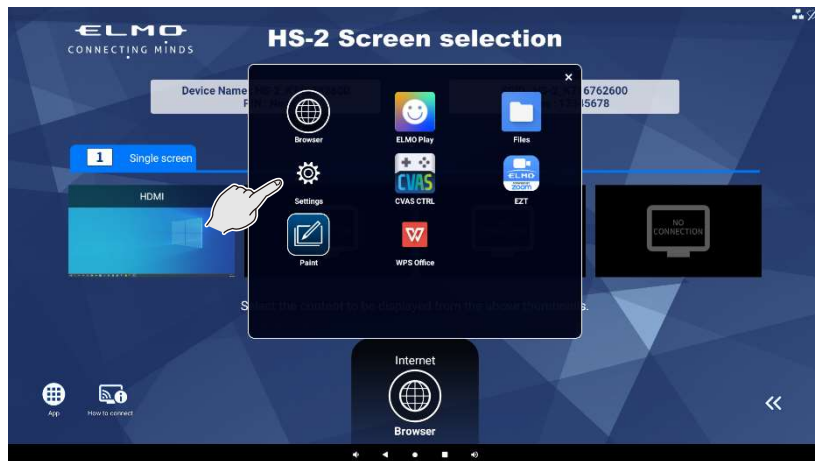 ELMO
CONNECTING MINDS
HS-2 Screen selection
Device Name
6762600
5678
1 Single screen
HDMI
Browser
ELMO Play
Files
Settings
CVAS
CVAS CTRL
ELMO
zoom
EZT
Paint
WPS Office
NO
CONNECTION
Select the content to be displayed from the above thumbnails.
Internet
Browser
App
How to connect